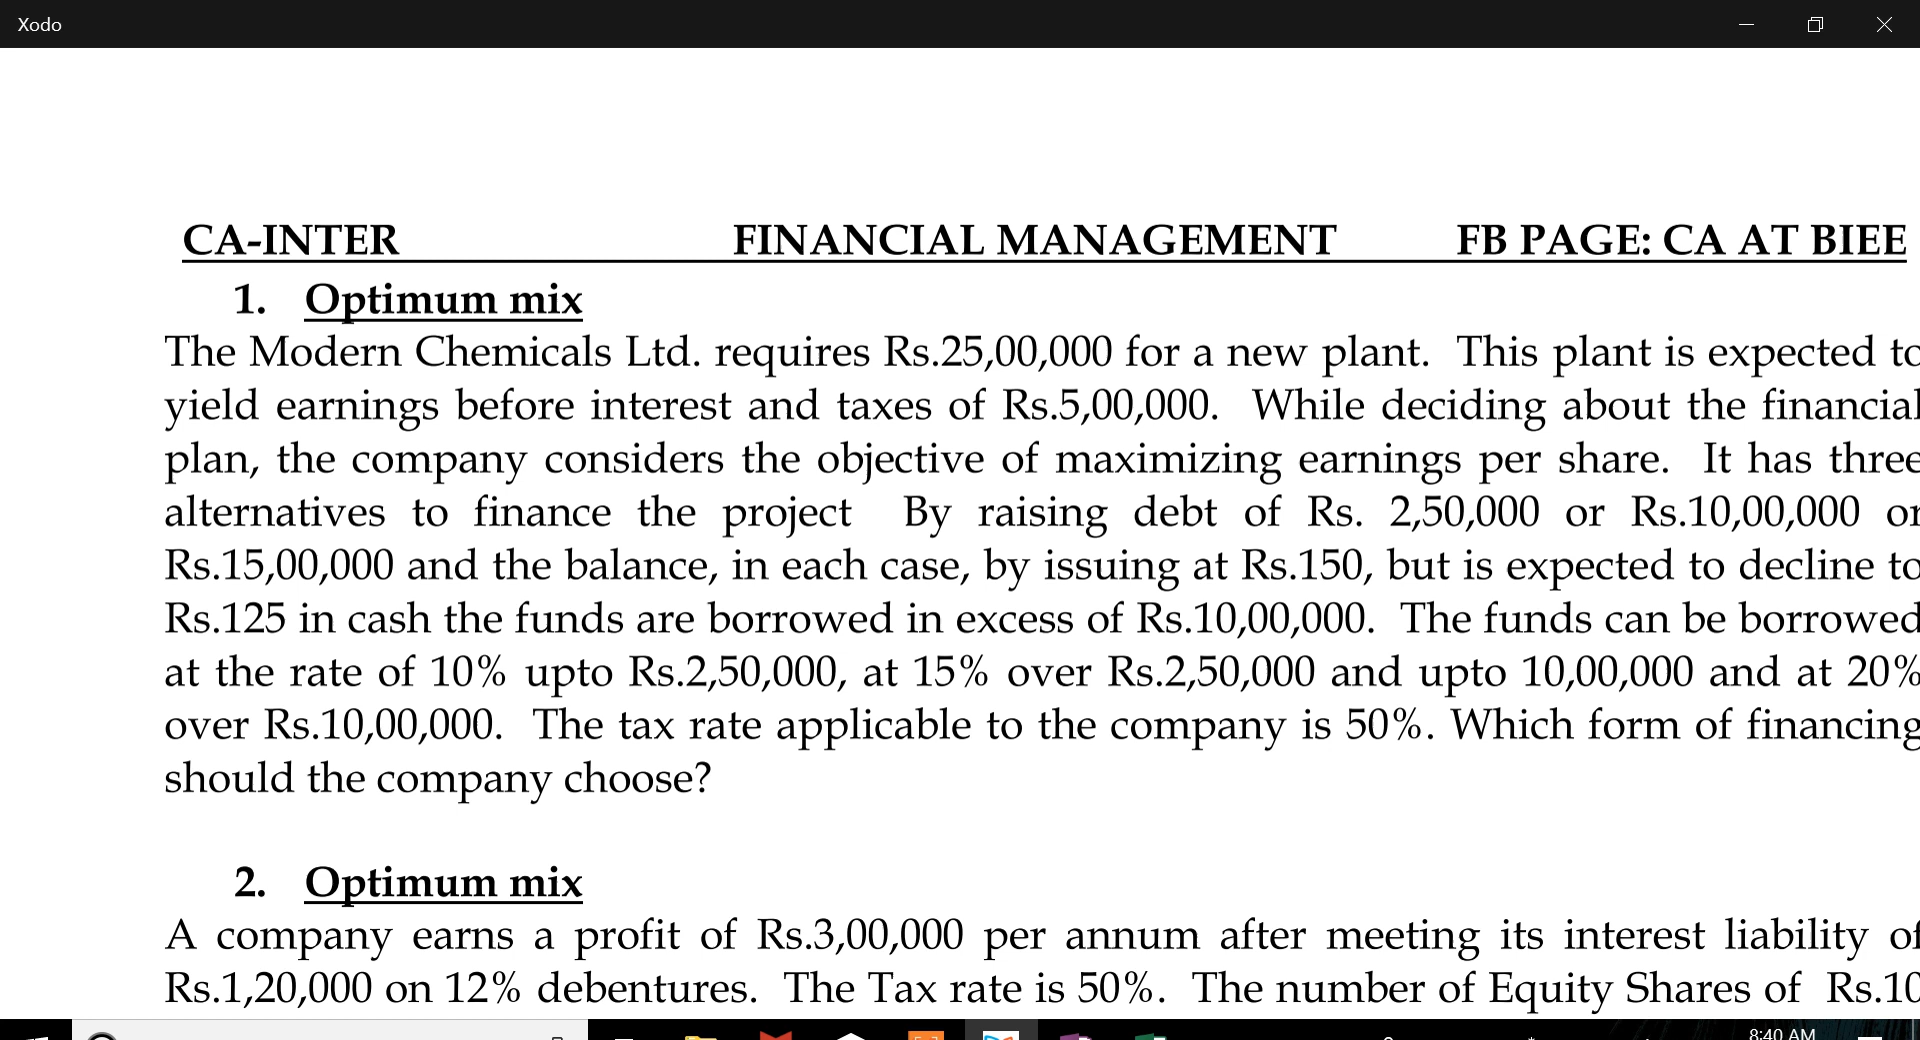 Xodo
CA-INTER FINANCIAL MANAGEMENT FB PAGE: CA AT BIEE
1. Optimum mix
The Modern Chemicals Ltd. requires Rs.25,00,000 for a new plant. This plant is expected to
yield earnings before interest and taxes of Rs.5,00,000. While deciding about the financial
plan, the company considers the objective of maximizing earnings per share. It has three
alternatives to finance the project By raising debt of Rs. 2,50,000 or Rs.10,00,000 or
Rs.15,00,000 and the balance, in each case, by issuing at Rs.150, but is expected to decline to
Rs.125 in cash the funds are borrowed in excess of Rs.10,00,000. The funds can be borrowed
at the rate of 10% upto Rs.2,50,000, at 15% over Rs.2,50,000 and upto 10,00,000 and at 20%
over Rs.10,00,000. The tax rate applicable to the company is 50%. Which form of financing
should the company choose?
2. Optimum mix
A company earns a profit of Rs.3,00,000 per annum after meeting its interest liability of
Rs.1,20,000 on 12% debentures. The Tax rate is 50%. The number of Equity Shares of Rs.10
8:40 AM